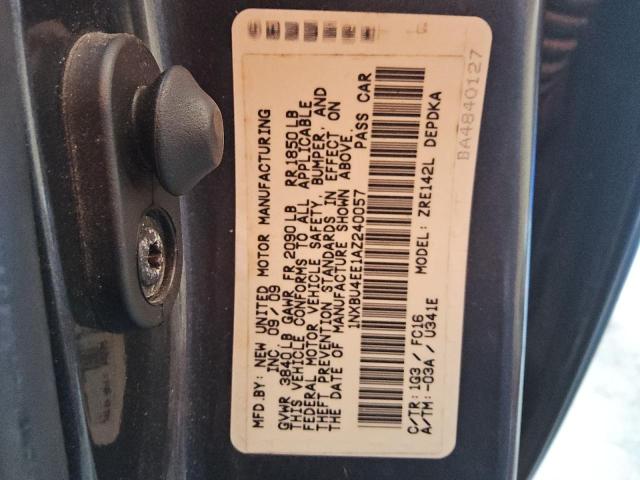 MFD.BY: NEW UNITED MOTOR MANUFACTURING
INC 09/09
GVWR 3840LB GAWR FR 2090LB RR 1850LB
THIS VEHICLE CONFORMS TO ALL APPLICABLE
FEDERAL MOTOR VEHICLE SAFETY, BUMPER, AND
THEFT PREVENTION STANDARDS IN EFFECT ON
THE DATE OF MANUFACTURE SHOWN ABOVE.
1NXBU4EE1AZ240057 PASS CAR
C/TR: 1G3 / FC16 MODEL: ZRE142L DEPDKA
A/TM: -03A / U341E
BA4840127